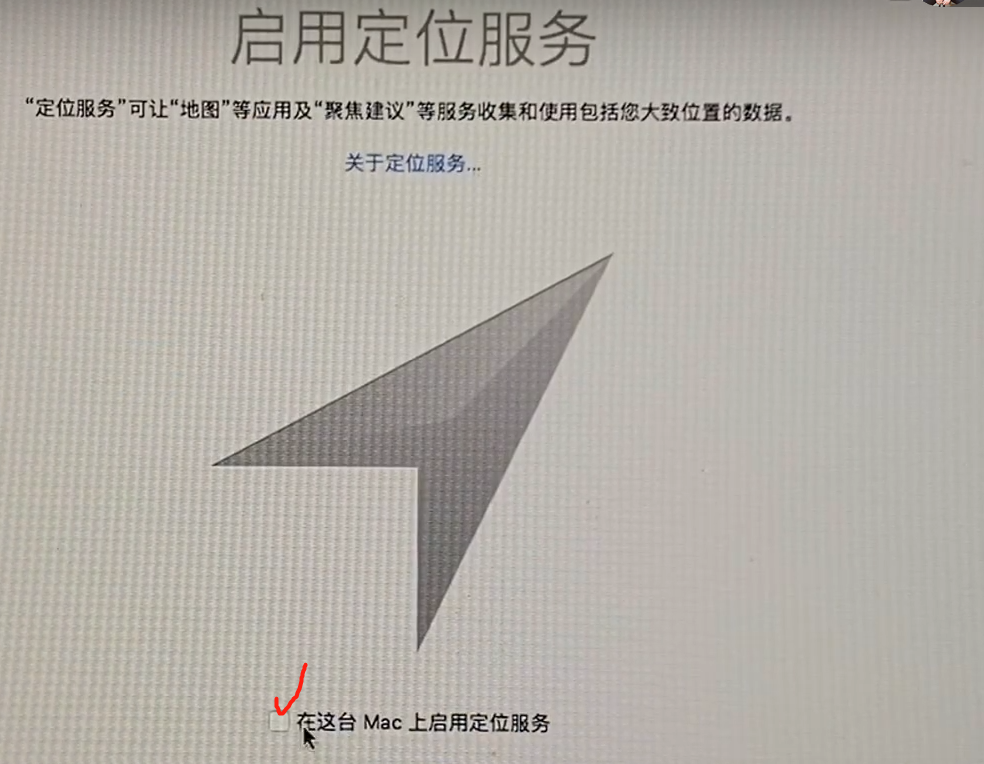 启用定位服务
“定位服务”可让“地图”等应用及“聚焦建议”等服务收集和使用包括您大致位置的数据。
关于定位服务...
在这台 Mac 上启用定位服务